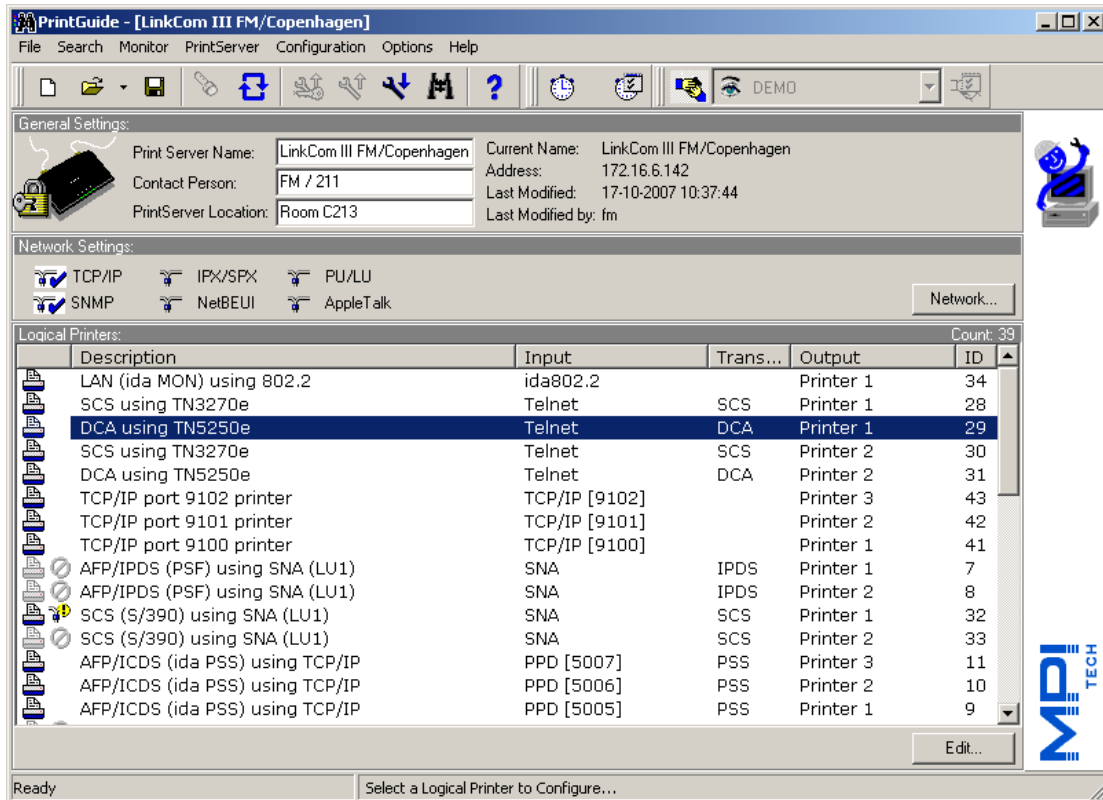 PrintGuide - [LinkCom III FM/Copenhagen]
File Search Monitor PrintServer Configuration Options Help
DEMO
General Settings:
Print Server Name: LinkCom III FM/Copenhagen
Contact Person: FM / 211
PrintServer Location: Room C213
Current Name: LinkCom III FM/Copenhagen
Address: 172.16.6.142
Last Modified: 17-10-2007 10:37:44
Last Modified by: fm
Network Settings:
TCP/IP IPX/SPX PU/LU
SNMP NetBEUI AppleTalk
Network...
Logical Printers: Count: 39
Description Input Trans... Output ID
LAN (ida MON) using 802.2 ida802.2 Printer 1 34
SCS using TN3270e Telnet SCS Printer 1 28
DCA using TN5250e Telnet DCA Printer 1 29
SCS using TN3270e Telnet SCS Printer 2 30
DCA using TN5250e Telnet DCA Printer 2 31
TCP/IP port 9102 printer TCP/IP [9102] Printer 3 43
TCP/IP port 9101 printer TCP/IP [9101] Printer 2 42
TCP/IP port 9100 printer TCP/IP [9100] Printer 1 41
AFP/IPDS (PSF) using SNA (LU1) SNA IPDS Printer 1 7
AFP/IPDS (PSF) using SNA (LU1) SNA IPDS Printer 2 8
SCS (S/390) using SNA (LU1) SNA SCS Printer 1 32
SCS (S/390) using SNA (LU1) SNA SCS Printer 2 33
AFP/ICDS (ida PSS) using TCP/IP PPD [5007] PSS Printer 3 11
AFP/ICDS (ida PSS) using TCP/IP PPD [5006] PSS Printer 2 10
AFP/ICDS (ida PSS) using TCP/IP PPD [5005] PSS Printer 1 9
Edit...
MPI TECH
Ready Select a Logical Printer to Configure...